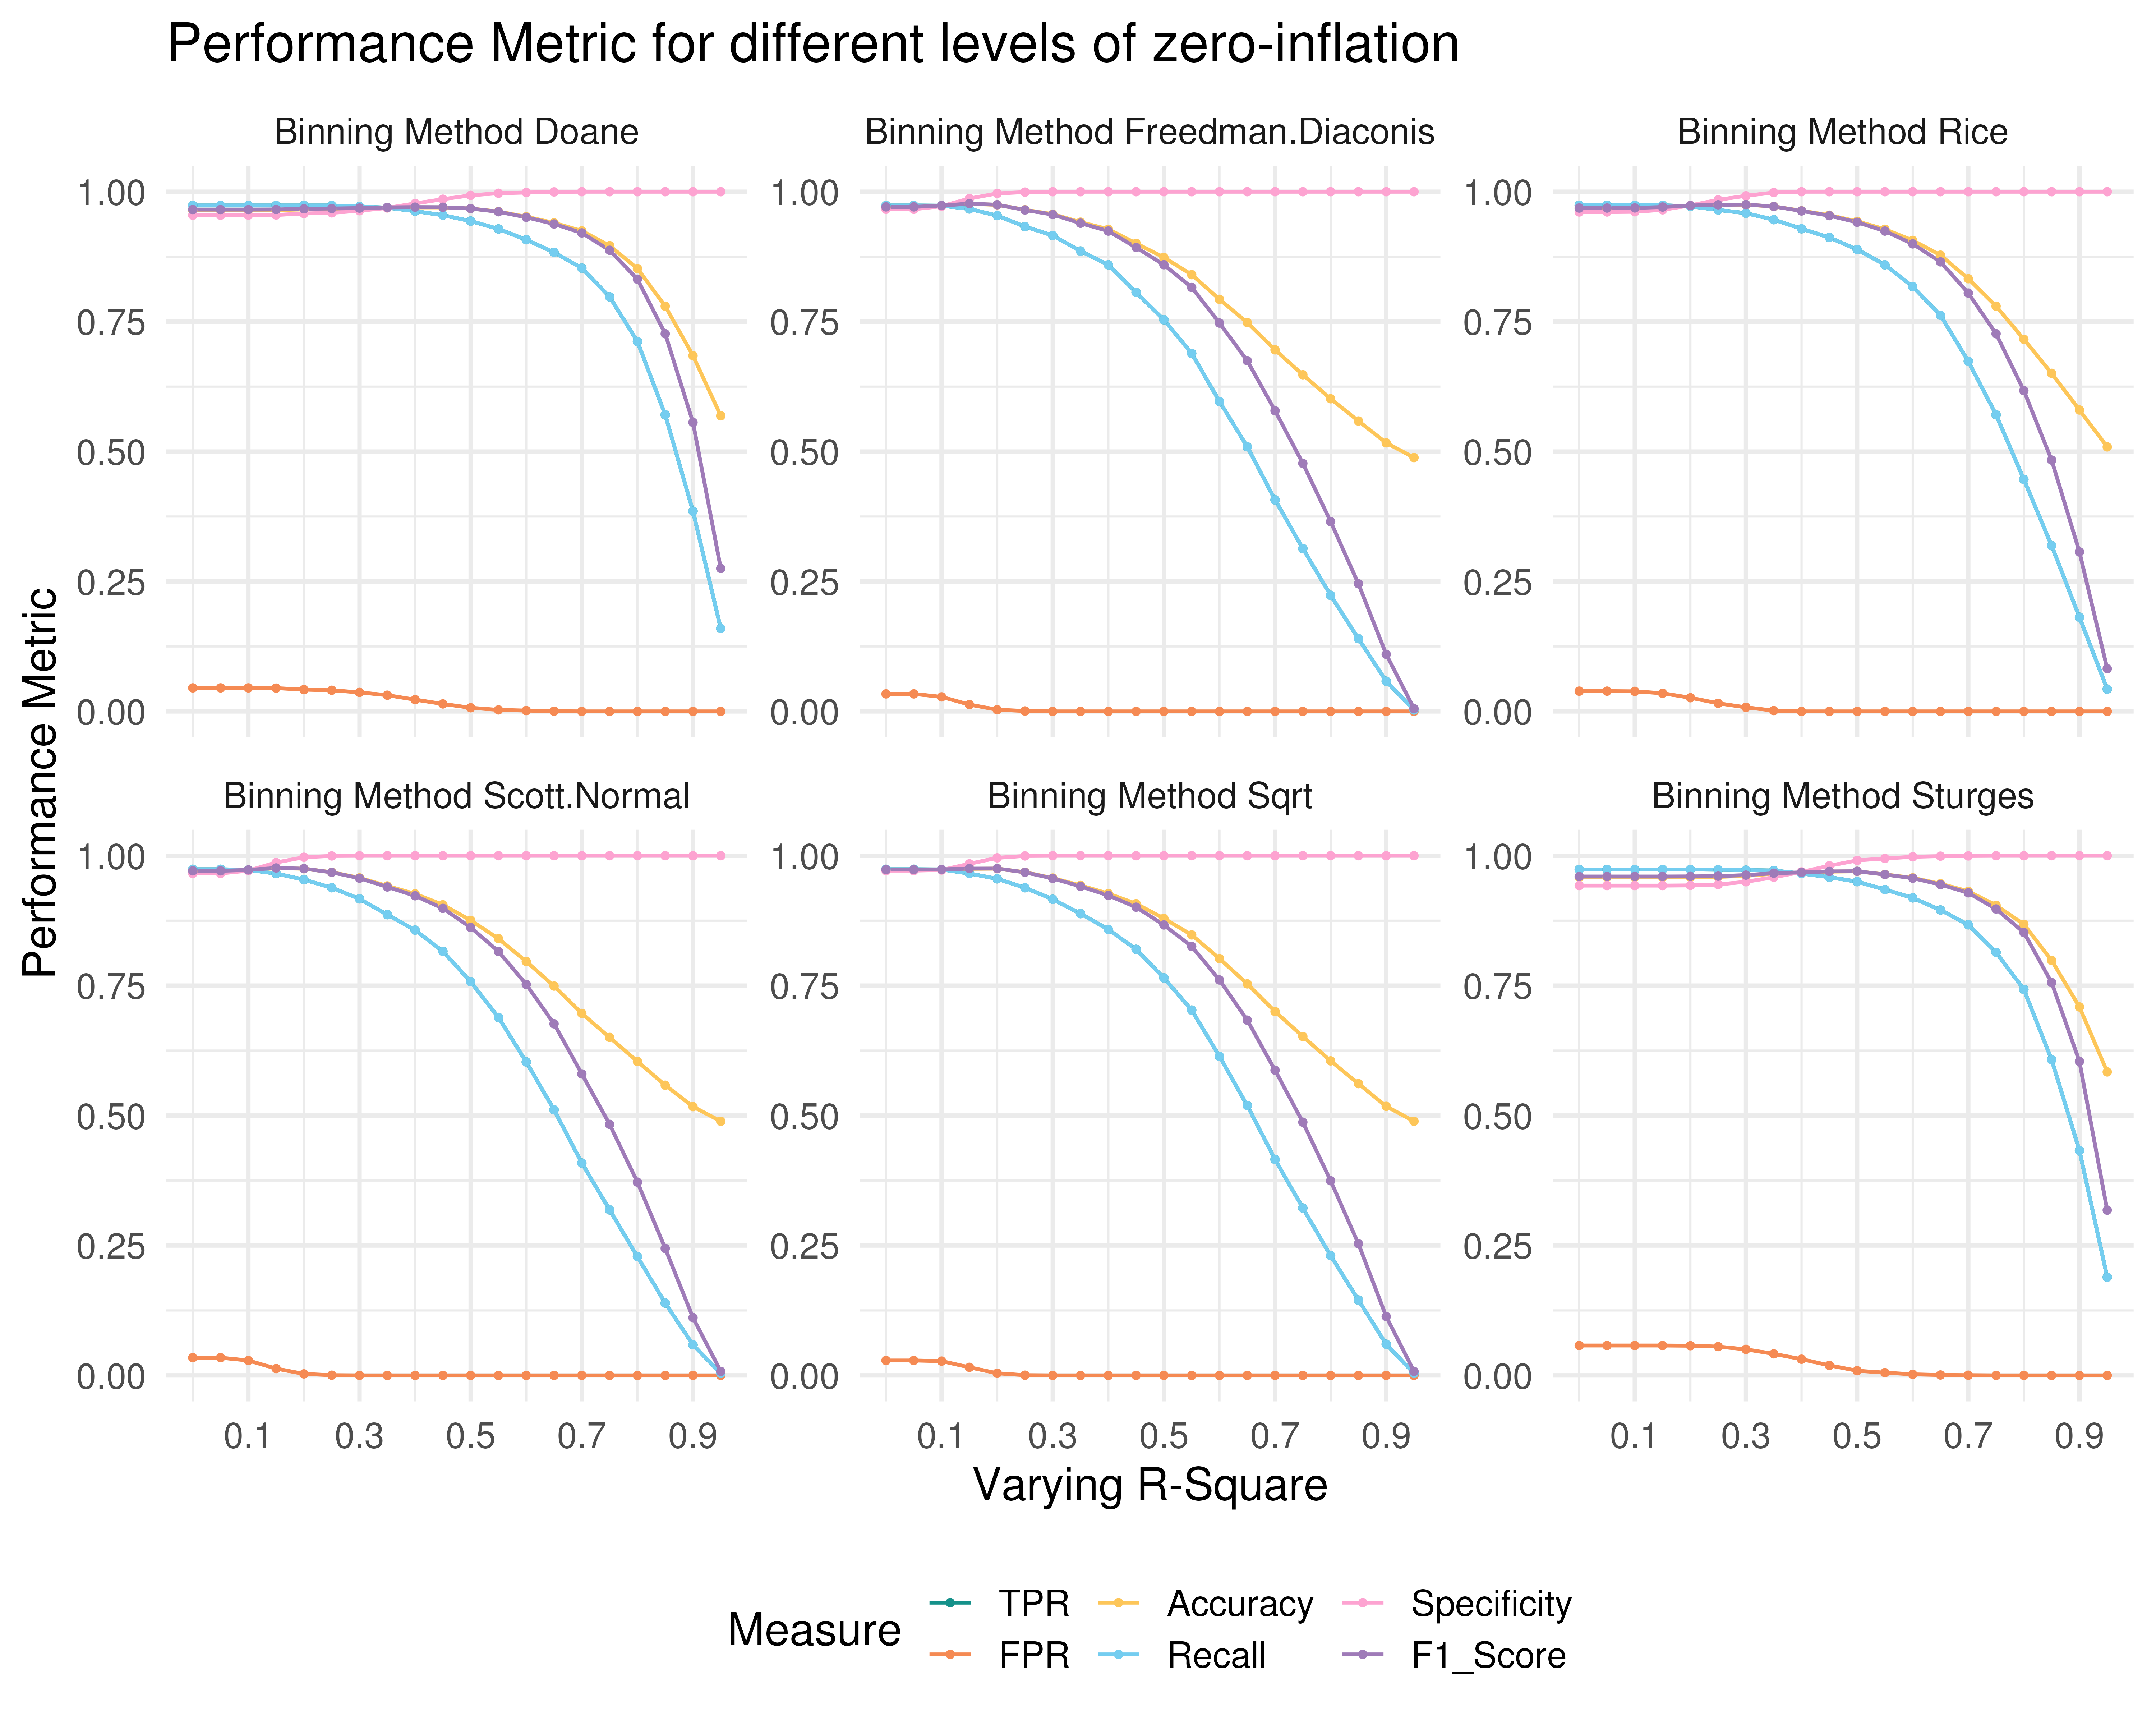 Performance Metric for different levels of zero-inflation
Binning Method Doane
Binning Method Freedman.Diaconis
Binning Method Rice
1.00
0.75
0.50
0.25
0.00
1.00
0.75
0.50
0.25
0.00
1.00
0.75
0.50
0.25
0.00
Performance Metric
Binning Method Scott.Normal
Binning Method Sqrt
Binning Method Sturges
1.00
0.75
0.50
0.25
0.00
1.00
0.75
0.50
0.25
0.00
1.00
0.75
0.50
0.25
0.00
0.1 0.3 0.5 0.7 0.9
0.1 0.3 0.5 0.7 0.9
0.1 0.3 0.5 0.7 0.9
Varying R-Square
Measure
TPR Accuracy Specificity
FPR Recall F1_Score